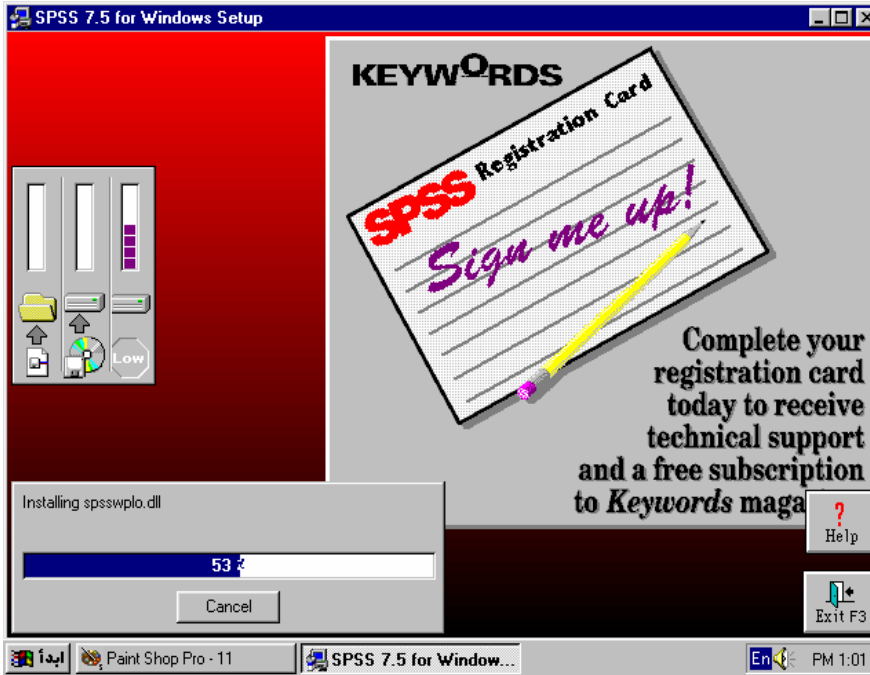 SPSS 7.5 for Windows Setup
KEYWORDS
SPSS Registration Card
Sign me up!
Low
Complete your
registration card
today to receive
technical support
and a free subscription
to Keywords maga
Installing spsswplo.dll
53 %
Cancel
Help
Exit F3
ابدأ
Paint Shop Pro - 11
SPSS 7.5 for Window...
En
PM 1:01